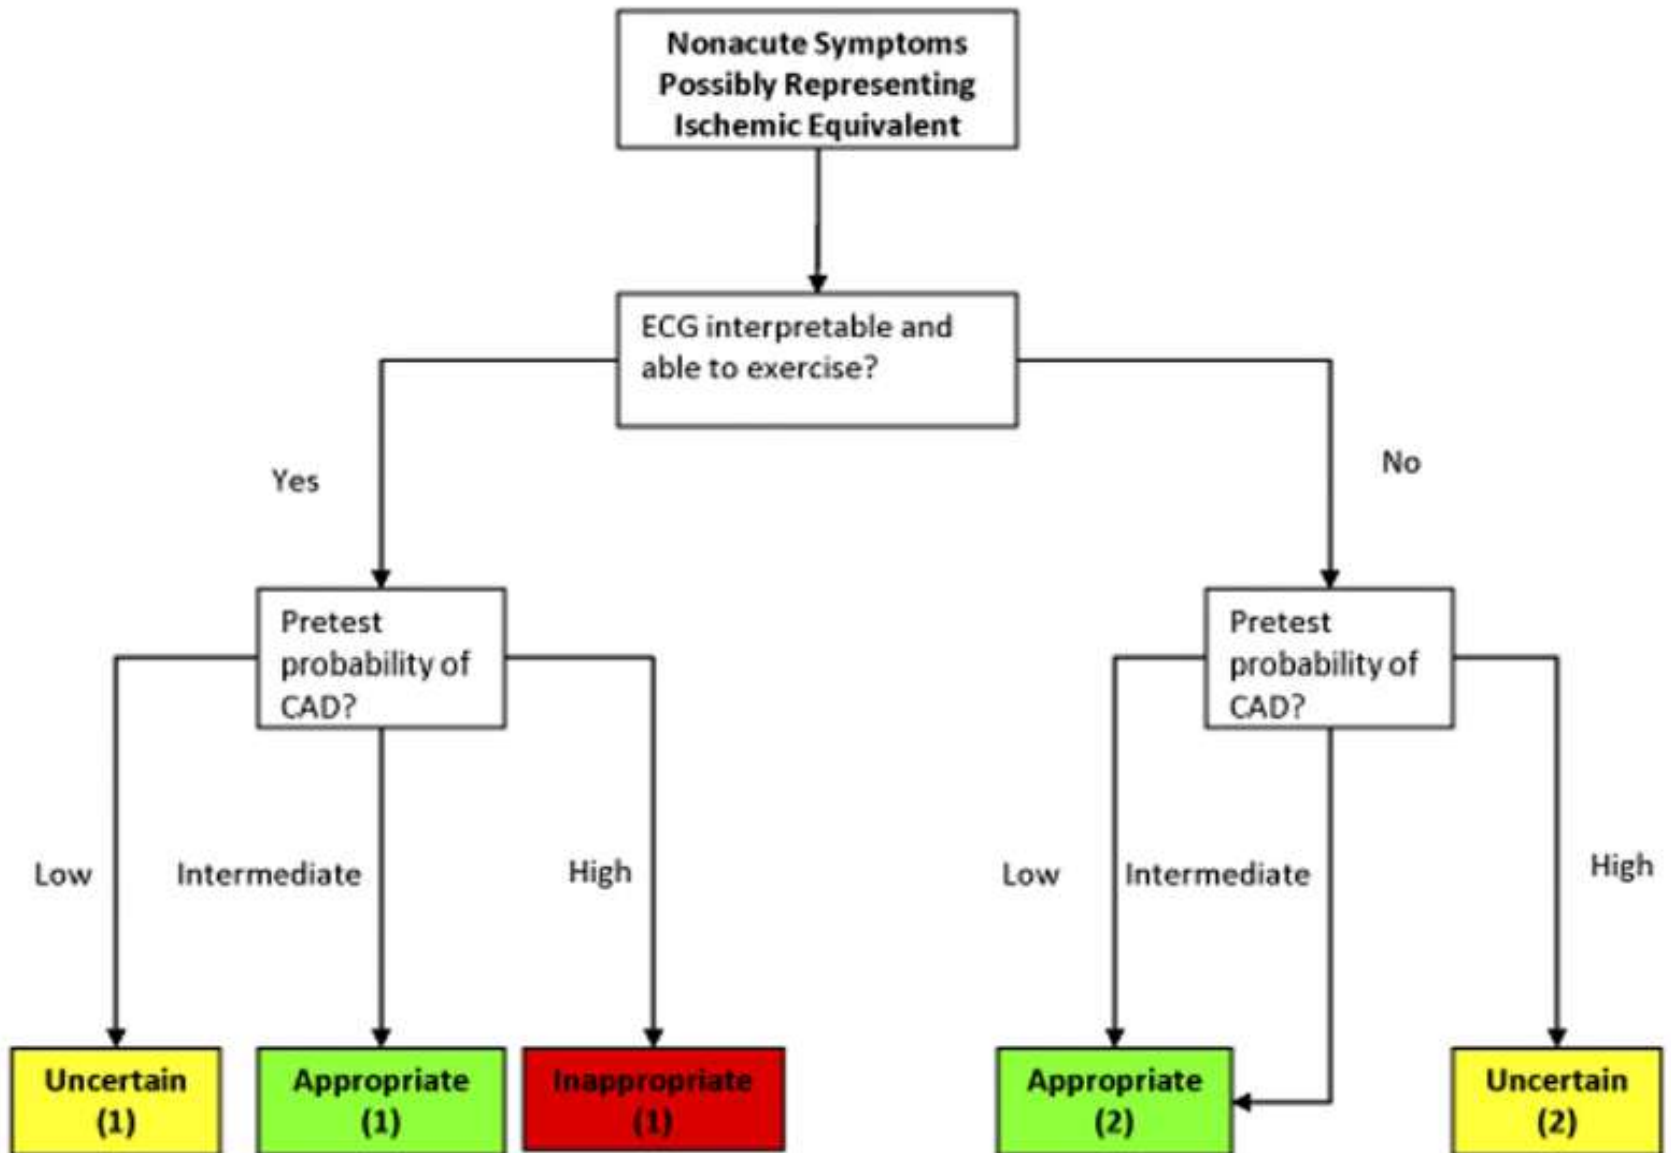 Nonacute Symptoms
Possibly Representing
Ischemic Equivalent
ECG interpretable and
able to exercise?
Yes
No
Pretest
probability of
CAD?
Pretest
probability of
CAD?
Low
Intermediate
High
Low
Intermediate
High
Uncertain
(1)
Appropriate
(1)
Inappropriate
(1)
Appropriate
(2)
Uncertain
(2)